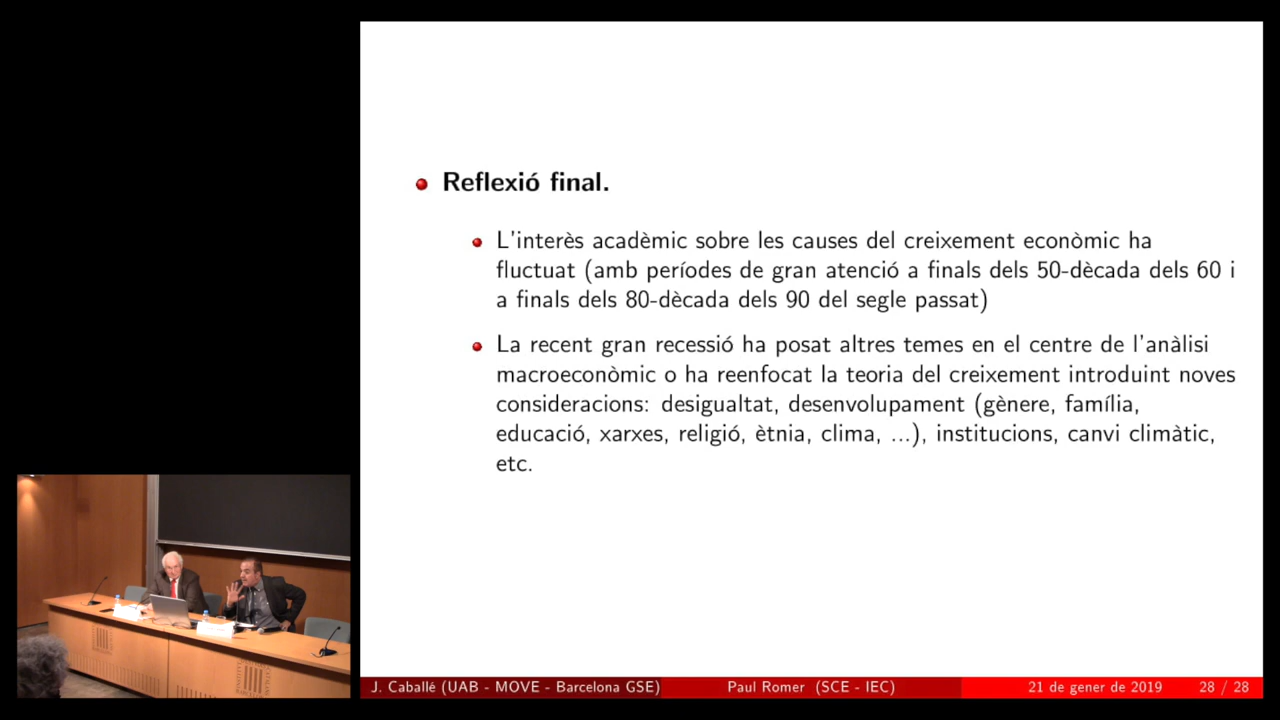 Reflexió final.
L'interès acadèmic sobre les causes del creixement econòmic ha
fluctuat (amb períodes de gran atenció a finals dels 50-dècada dels 60 i
a finals dels 80-dècada dels 90 del segle passat)
La recent gran recessió ha posat altres temes en el centre de l'anàlisi
macroeconòmic o ha reenfocat la teoria del creixement introduint noves
consideracions: desigualtat, desenvolupament (gènere, família,
educació, xarxes, religió, ètnia, clima, ...), institucions, canvi climàtic,
etc.
J. Caballé (UAB - MOVE - Barcelona GSE)
Paul Romer (SCE - IEC)
21 de gener de 2019
28 / 28